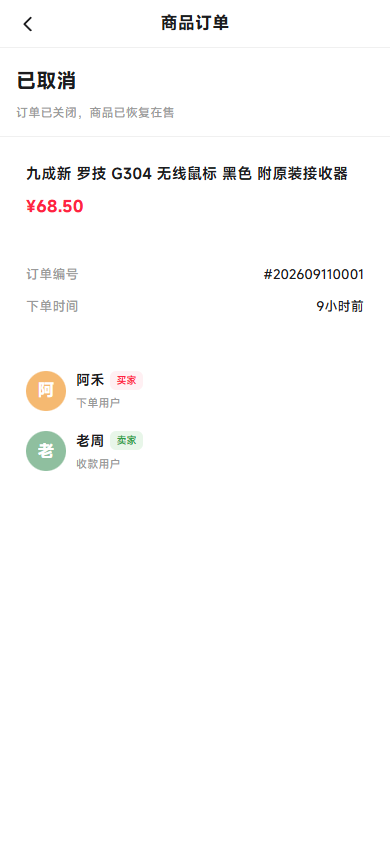 商品订单
已取消
订单已关闭，商品已恢复在售
九成新 罗技 G304 无线鼠标 黑色 附原装接收器
¥68.50
订单编号 #202609110001
下单时间 9小时前
阿 阿禾 买家
下单用户
老 老周 卖家
收款用户